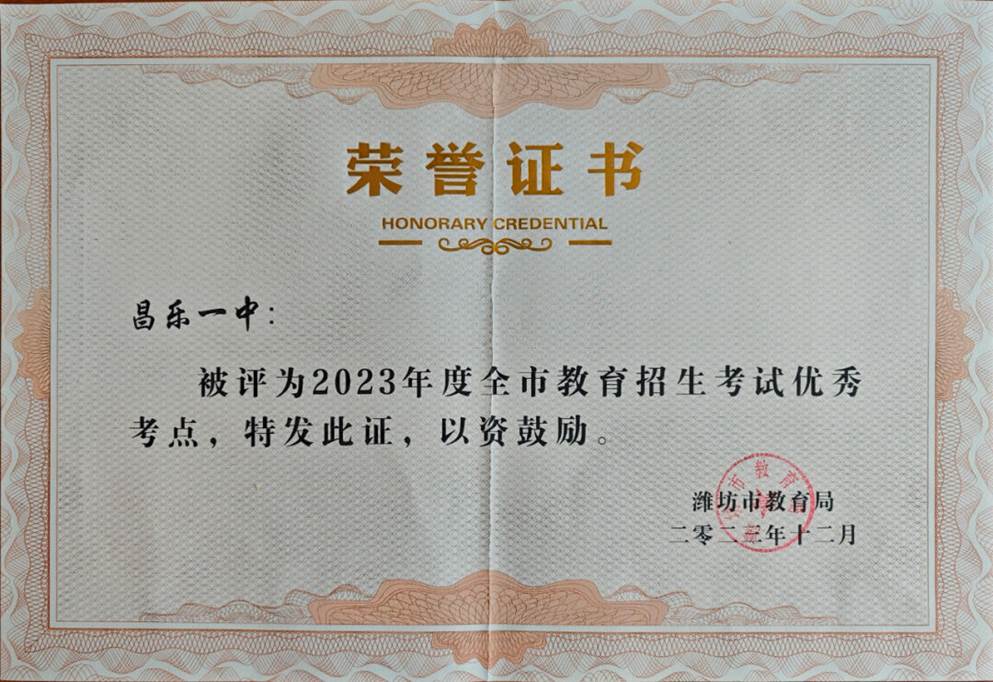 荣誉证书
HONORARY CREDENTIAL
昌乐一中：
被评为2023年度全市教育招生考试优秀
考点，特发此证，以资鼓励。
潍坊市教育局
二零二三年十二月